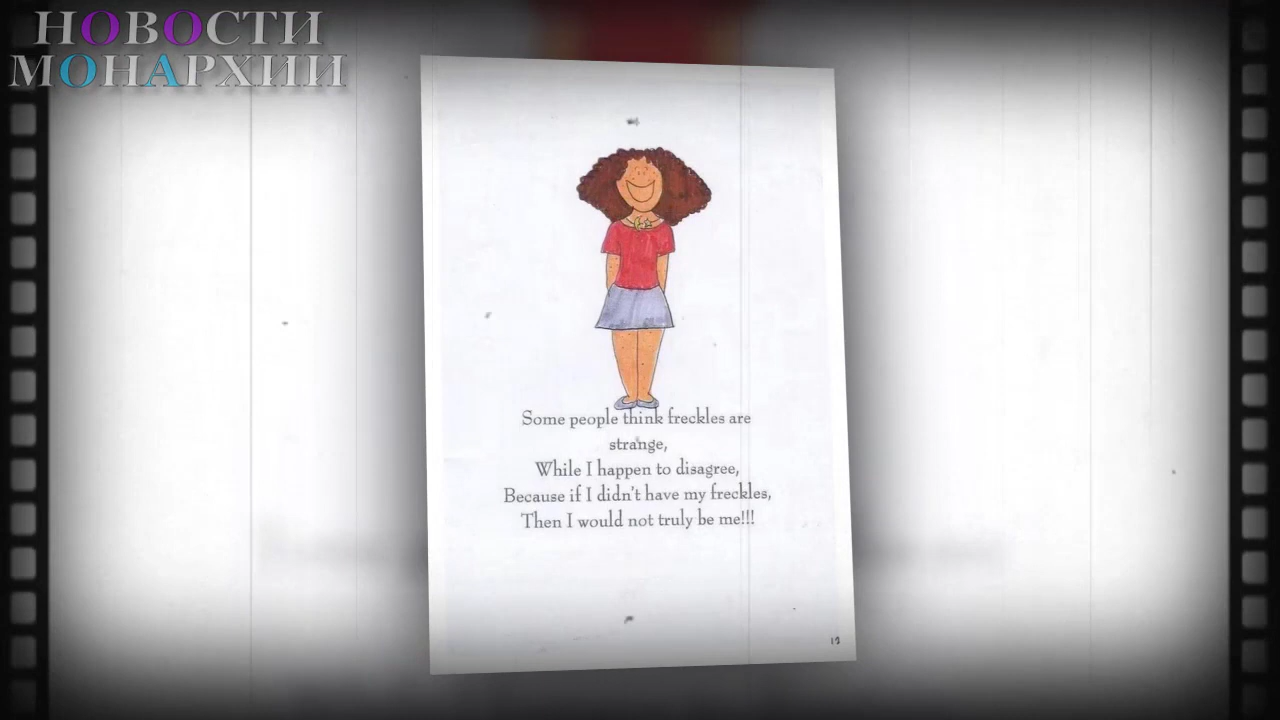 НОВОСТИ
МОНАРХИИ
Some people think freckles are
strange,
While I happen to disagree,
Because if I didn't have my freckles,
Then I would not truly be me!!!
19